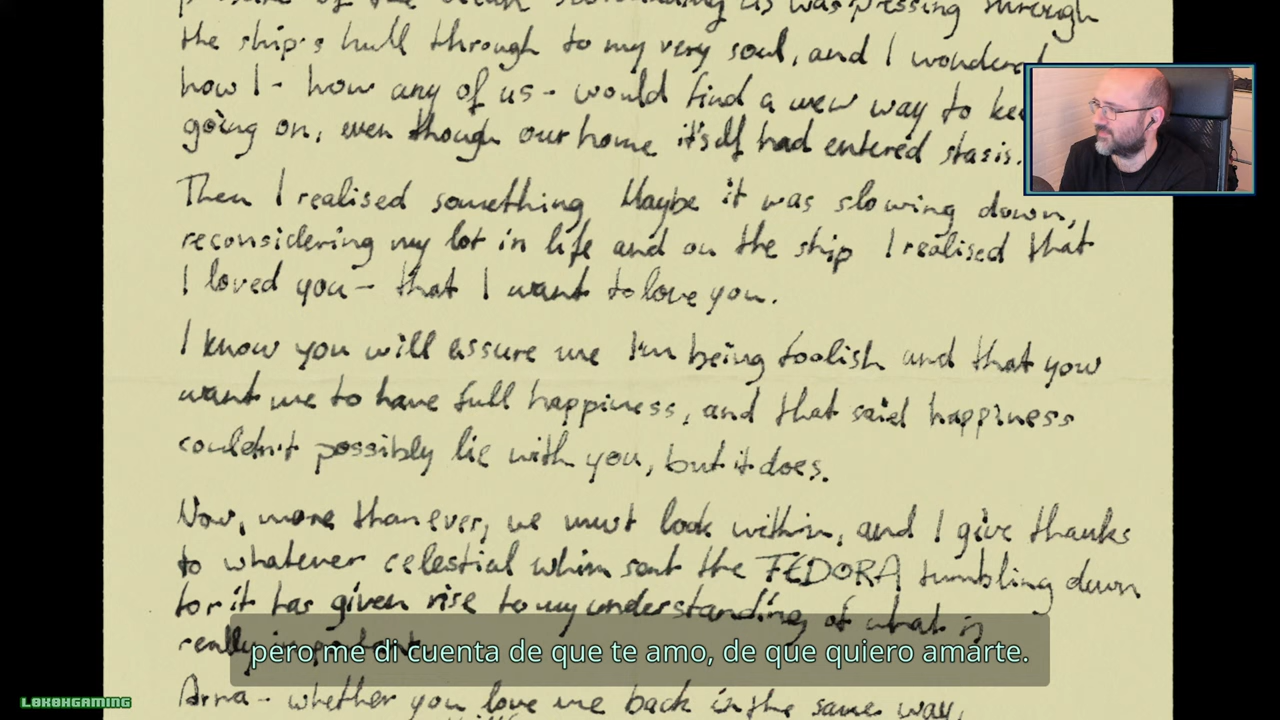 pressing through
the ship's hull through to my very soul, and I wondered
how I - how any of us - would find a new way to
going on, even though our home itself had entered stasis.
Then I realised something Maybe it was slowing down,
reconsidering my lot in life and on the ship I realised that
I loved you - that I want to love you.
I know you will assure me I'm being foolish and that you
want me to have full happiness, and that said happiness
couldn't possibly lie with you, but it does.
Now, more than ever, we must look within, and I give thanks
to whatever celestial whim sent the FEDORA tumbling down
for it has given rise to my understanding of what is
really important.
pero me di cuenta de que te amo, de que quiero amarte.
Arra - whether you love me back in the same way,
L0K0KGAMING